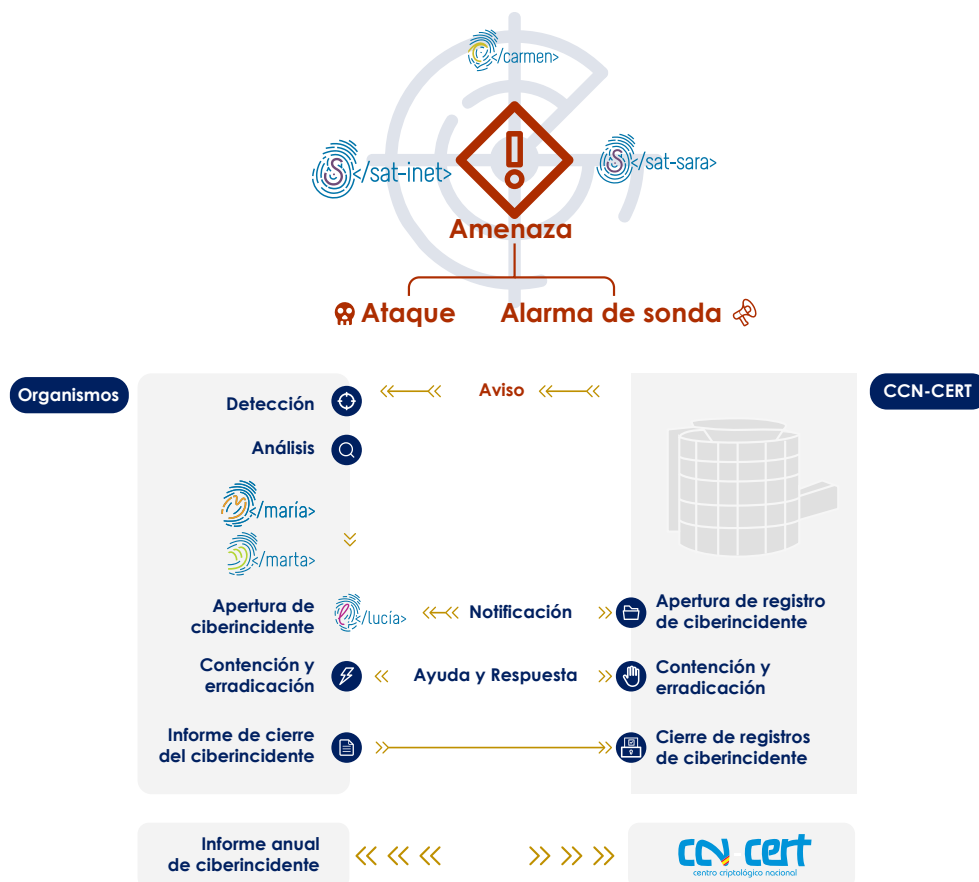 </carmen>
</sat-inet>
</sat-sara>
Amenaza
Ataque
Alarma de sonda
Organismos
Aviso
CCN-CERT
Detección
Análisis
</maría>
</marta>
Apertura de
ciberincidente
</lucía>
Notificación
Apertura de registro
de ciberincidente
Contención y
erradicación
Ayuda y Respuesta
Contención y
erradicación
Informe de cierre
del ciberincidente
Cierre de registros
de ciberincidente
Informe anual
de ciberincidente
ccn cert
centro criptológico nacional